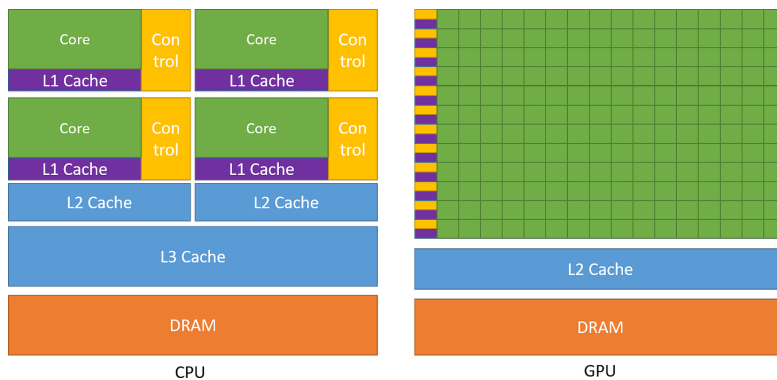 Core
Con
trol
L1 Cache
Core
Con
trol
L1 Cache
Core
Con
trol
L1 Cache
Core
Con
trol
L1 Cache
L2 Cache
L2 Cache
L3 Cache
DRAM
CPU
L2 Cache
DRAM
GPU